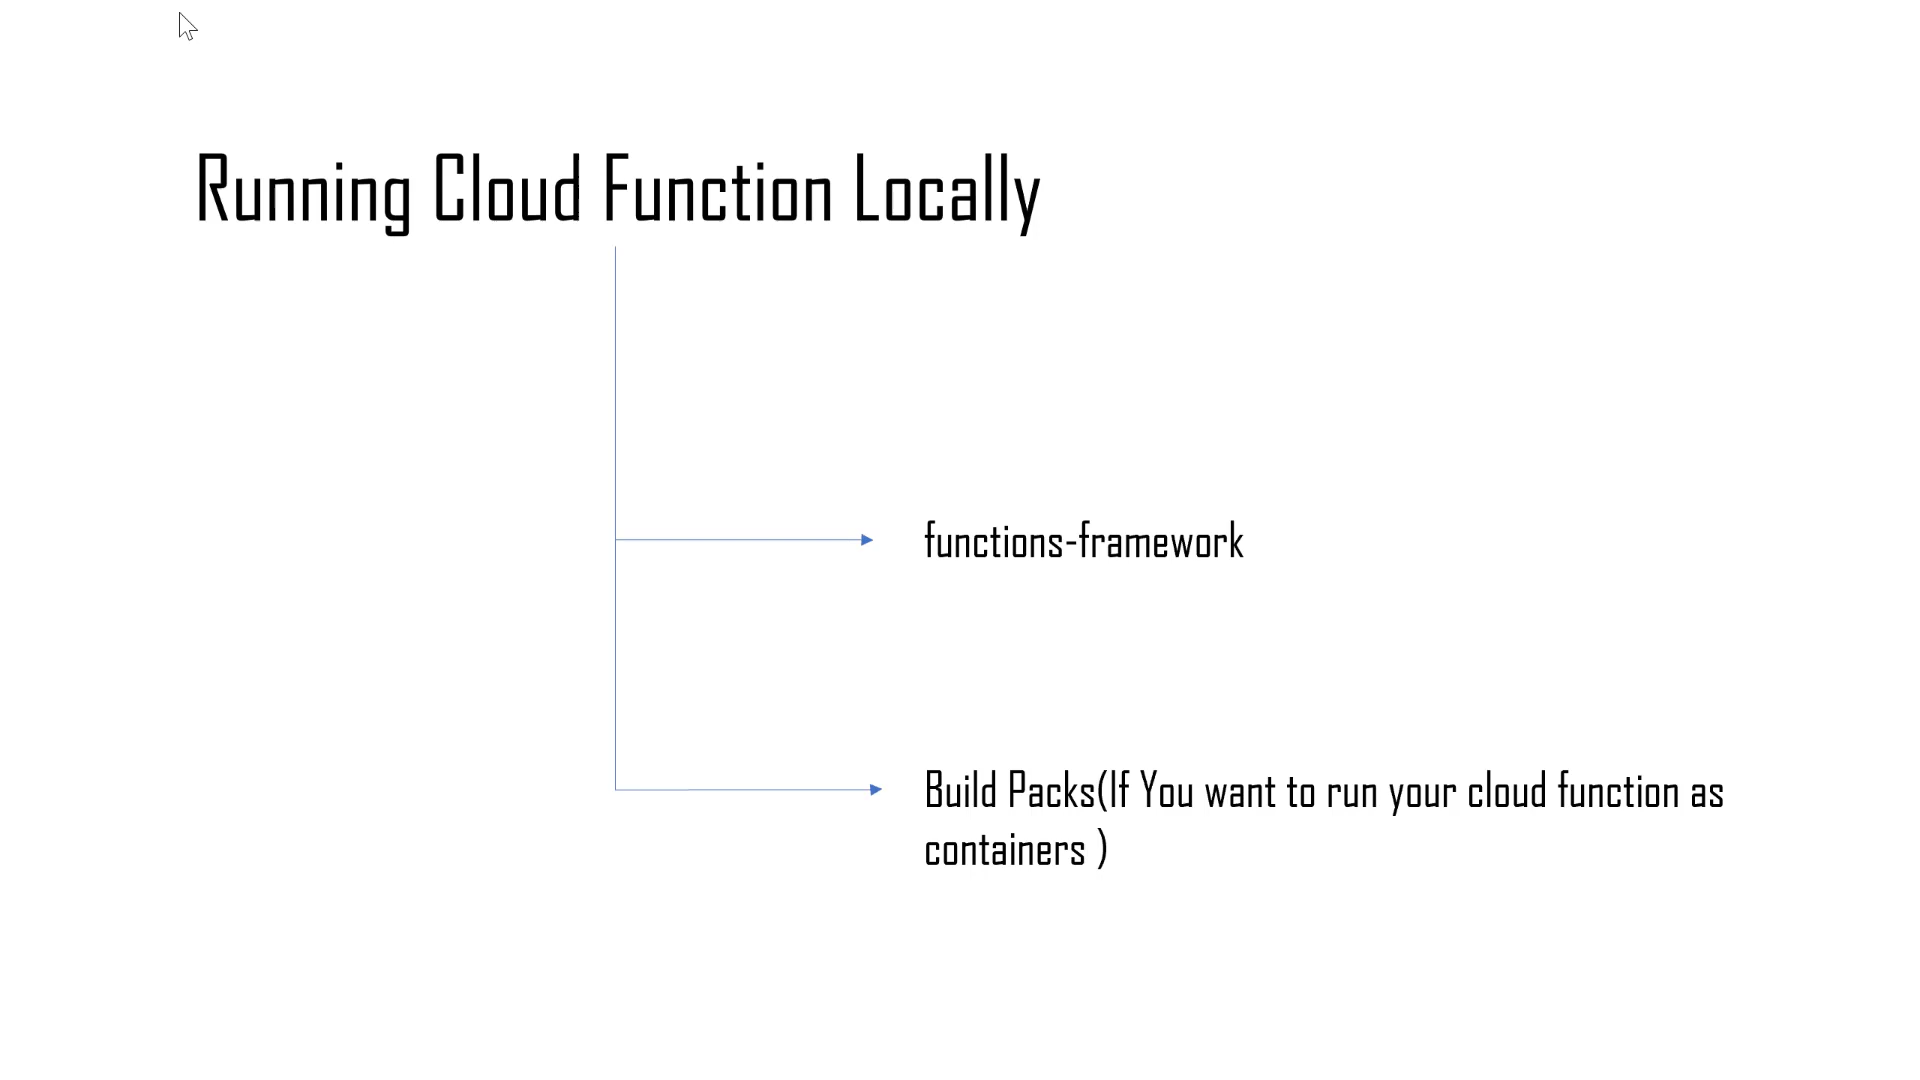 Running Cloud Function Locally
functions-framework
Build Packs(If You want to run your cloud function as
containers )